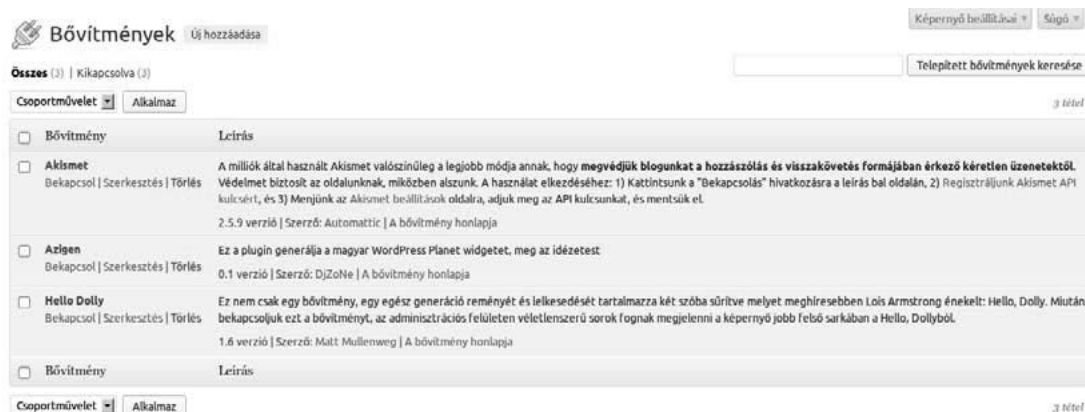 Képernyő beállításai
Súgó
Bővítmények Új hozzáadása
Összes (3) | Kikapcsolva (3)
Telepített bővítmények keresése
Csoportművelet Alkalmaz
3 tétel
Bővítmény Leírás
Akismet A milliók által használt Akismet valószínűleg a legjobb módja annak, hogy megvédjük blogunkat a hozzászólás és visszakövetés formájában érkező kéretlen üzenetektől.
Bekapcsol | Szerkesztés | Törlés Védelmet biztosít az oldalunknak, miközben alszunk. A használat elkezdéséhez: 1) Kattintsunk a "Bekapcsolás" hivatkozásra a leírás bal oldalán, 2) Regisztráljunk Akismet API
kulcsért, és 3) Menjünk az Akismet beállítások oldalra, adjuk meg az API kulcsunkat, és mentsük el.
2.5.9 verzió | Szerző: Automattic | A bővítmény honlapja
Azigen Ez a plugin generálja a magyar WordPress Planet widgetet, meg az idézetest
Bekapcsol | Szerkesztés | Törlés
0.1 verzió | Szerző: DjZoNe | A bővítmény honlapja
Hello Dolly Ez nem csak egy bővítmény, egy egész generáció reményét és lelkesedését tartalmazza két szóba sűrítve melyet meghíresebben Lois Armstrong énekelt: Hello, Dolly. Miután
Bekapcsol | Szerkesztés | Törlés bekapcsoljuk ezt a bővítményt, az adminisztrációs felületen véletlenszerű sorok fognak megjelenni a képernyő jobb felső sarkában a Hello, Dollyból.
1.6 verzió | Szerző: Matt Mullenweg | A bővítmény honlapja
Bővítmény Leírás
Csoportművelet Alkalmaz
3 tétel